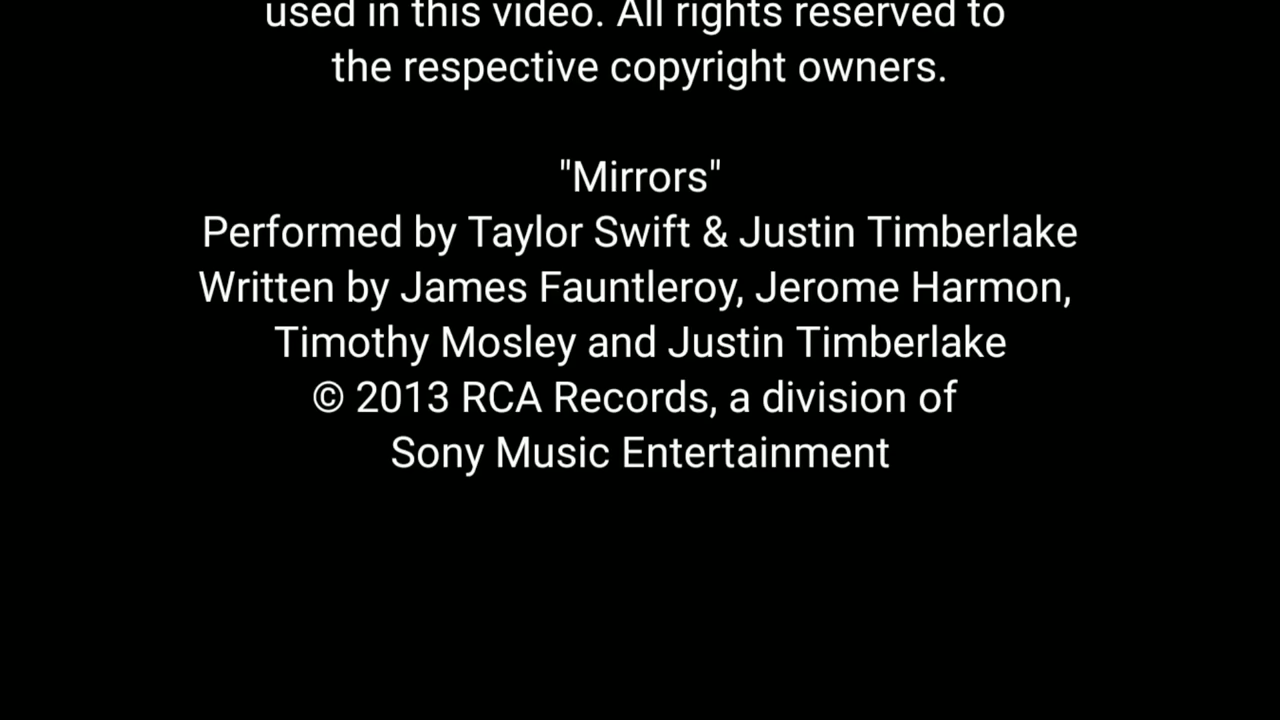 used in this video. All rights reserved to
the respective copyright owners.
"Mirrors"
Performed by Taylor Swift & Justin Timberlake
Written by James Fauntleroy, Jerome Harmon,
Timothy Mosley and Justin Timberlake
© 2013 RCA Records, a division of
Sony Music Entertainment